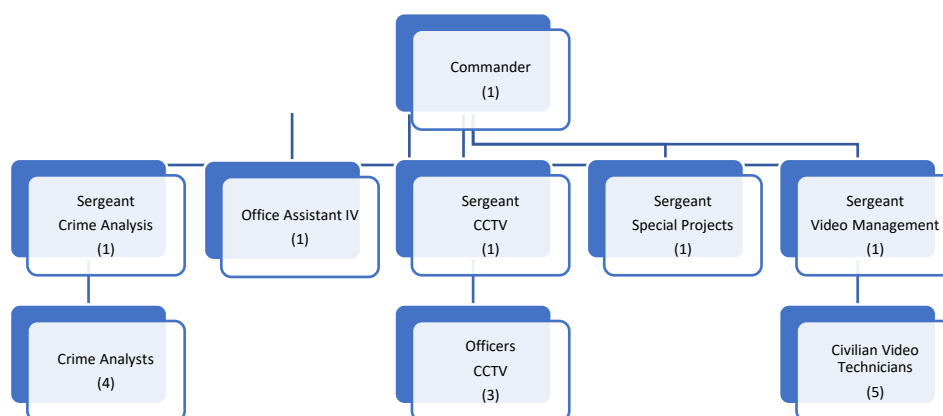 Commander
(1)
Sergeant
Crime Analysis
(1)
Office Assistant IV
(1)
Sergeant
CCTV
(1)
Sergeant
Special Projects
(1)
Sergeant
Video Management
(1)
Crime Analysts
(4)
Officers
CCTV
(3)
Civilian Video
Technicians
(5)